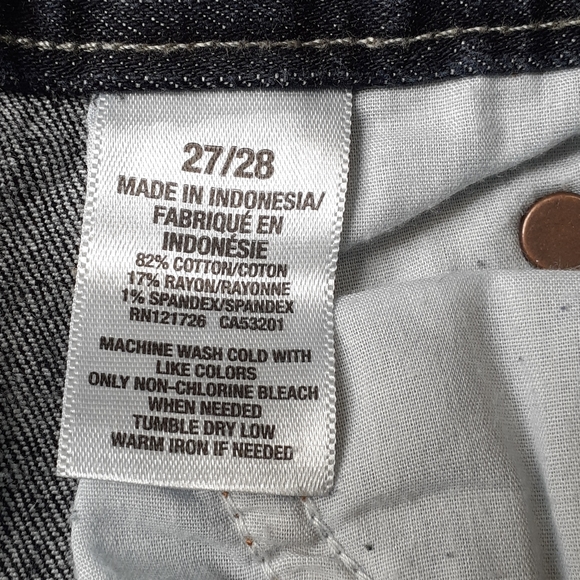 27/28
MADE IN INDONESIA/
FABRIQUÉ EN
INDONÉSIE
82% COTTON/COTON
17% RAYON/RAYONNE
1% SPANDEX/SPANDEX
RN121726 CA53201
MACHINE WASH COLD WITH
LIKE COLORS
ONLY NON-CHLORINE BLEACH
WHEN NEEDED
TUMBLE DRY LOW
WARM IRON IF NEEDED